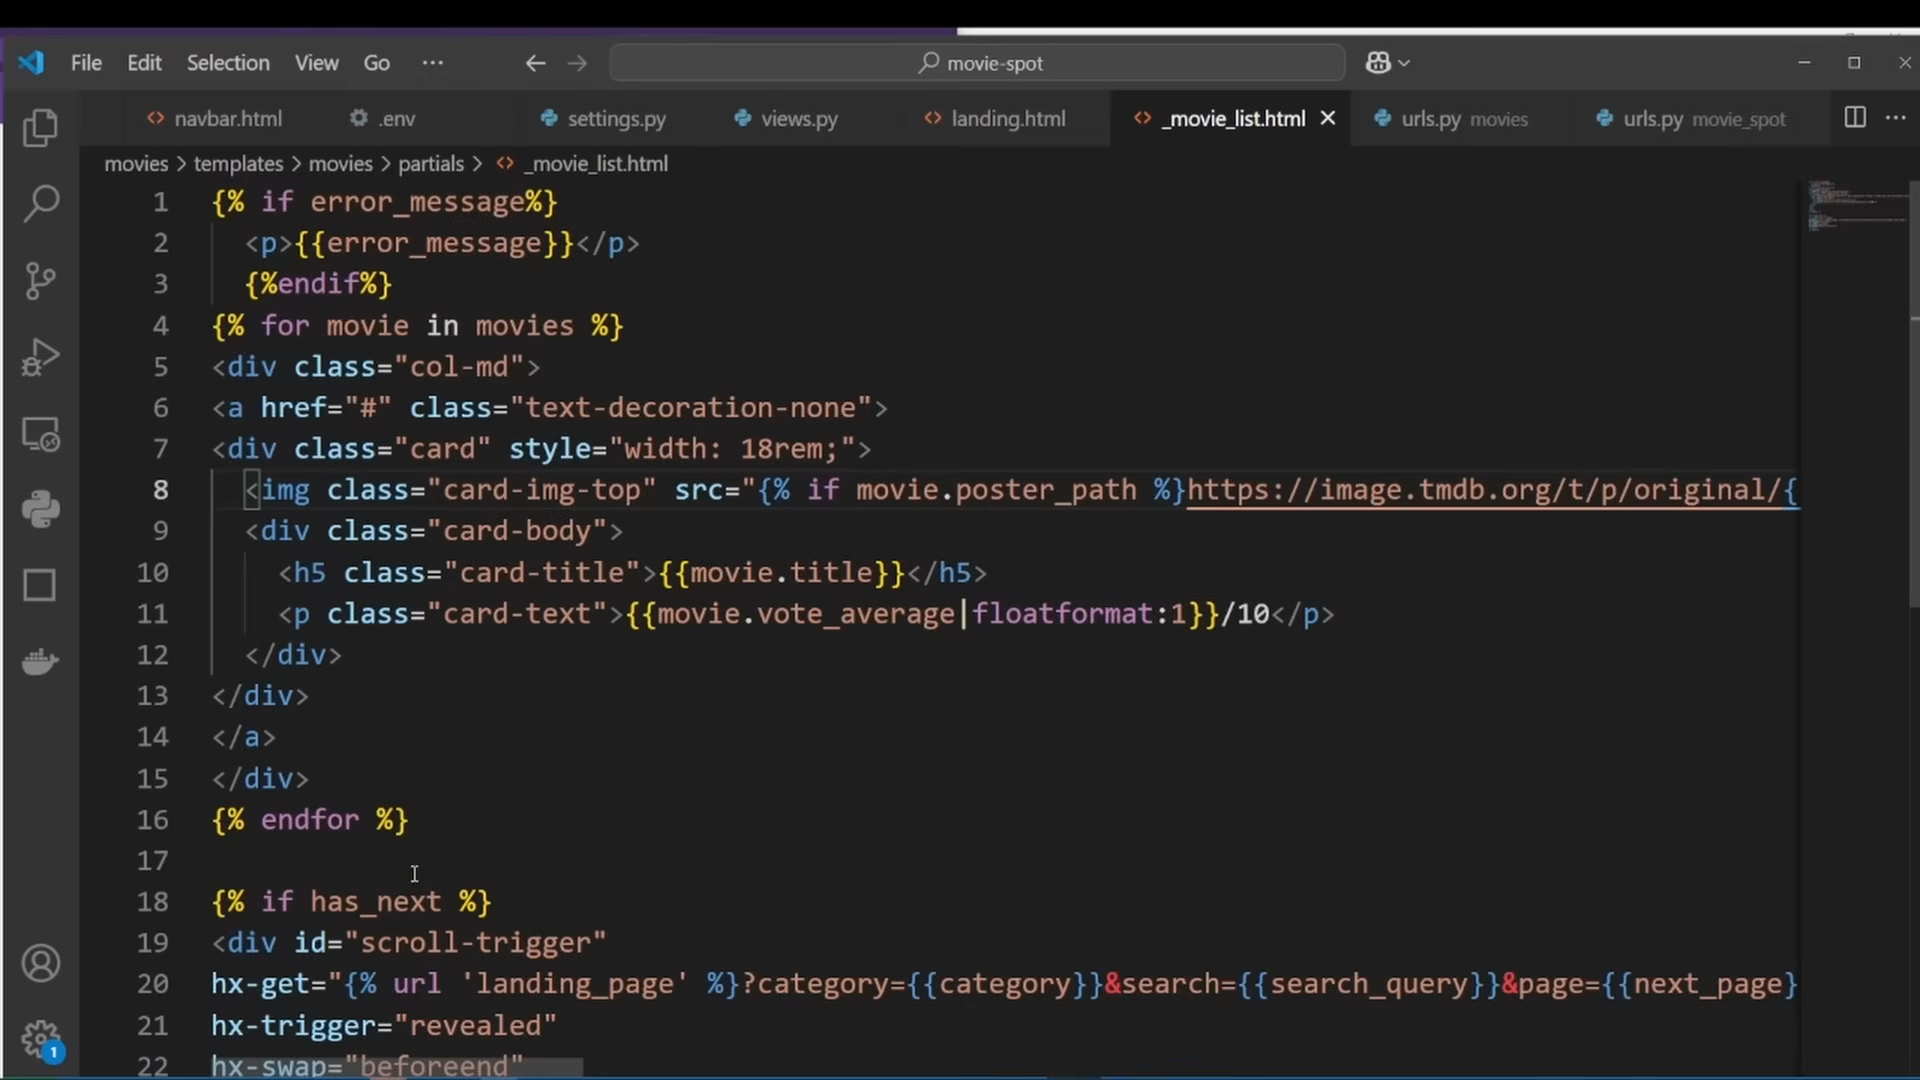 File Edit Selection View Go ... movie-spot
navbar.html .env settings.py views.py landing.html _movie_list.html urls.py movies urls.py movie_spot ...
movies > templates > movies > partials > _movie_list.html
1 {% if error_message%}
2 <p>{{error_message}}</p>
3 {%endif%}
4 {% for movie in movies %}
5 <div class="col-md">
6 <a href="#" class="text-decoration-none">
7 <div class="card" style="width: 18rem;">
8 <img class="card-img-top" src="{% if movie.poster_path %}https://image.tmdb.org/t/p/original/{
9 <div class="card-body">
10 <h5 class="card-title">{{movie.title}}</h5>
11 <p class="card-text">{{movie.vote_average|floatformat:1}}/10</p>
12 </div>
13 </div>
14 </a>
15 </div>
16 {% endfor %}
17
18 {% if has_next %}
19 <div id="scroll-trigger"
20 hx-get="{% url 'landing_page' %}?category={{category}}&search={{search_query}}&page={{next_page}
21 hx-trigger="revealed"
22 hx-swap="beforeend"
1